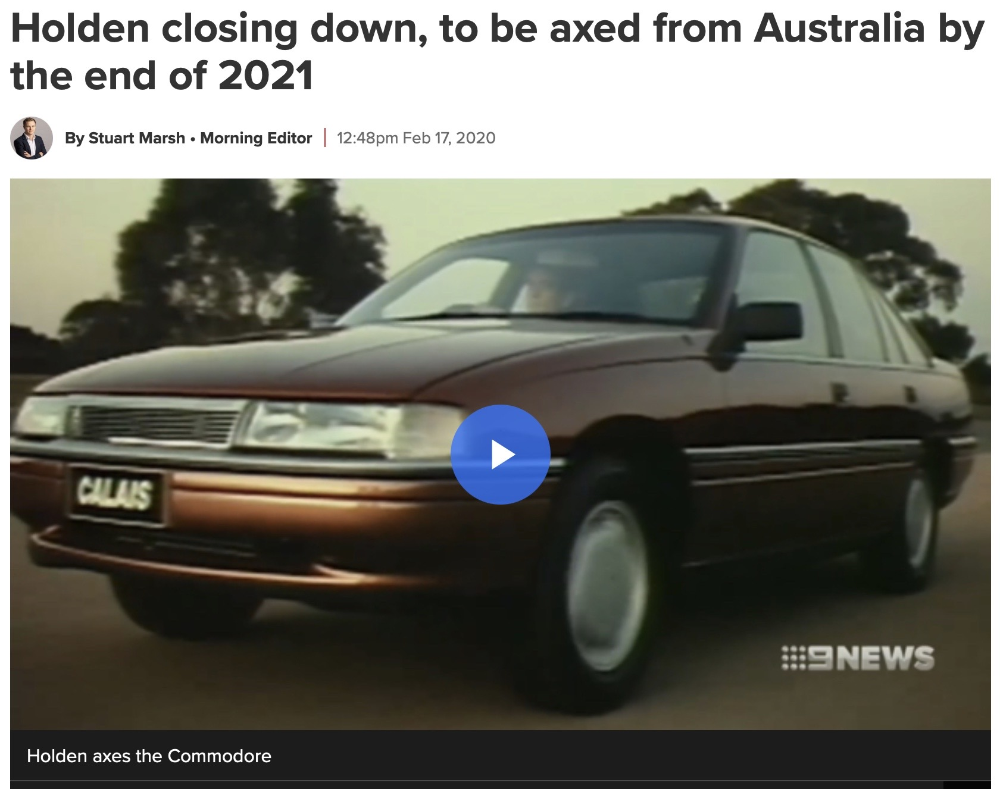 Holden closing down, to be axed from Australia by
the end of 2021
By Stuart Marsh • Morning Editor | 12:48pm Feb 17, 2020
CALAIS
9NEWS
Holden axes the Commodore